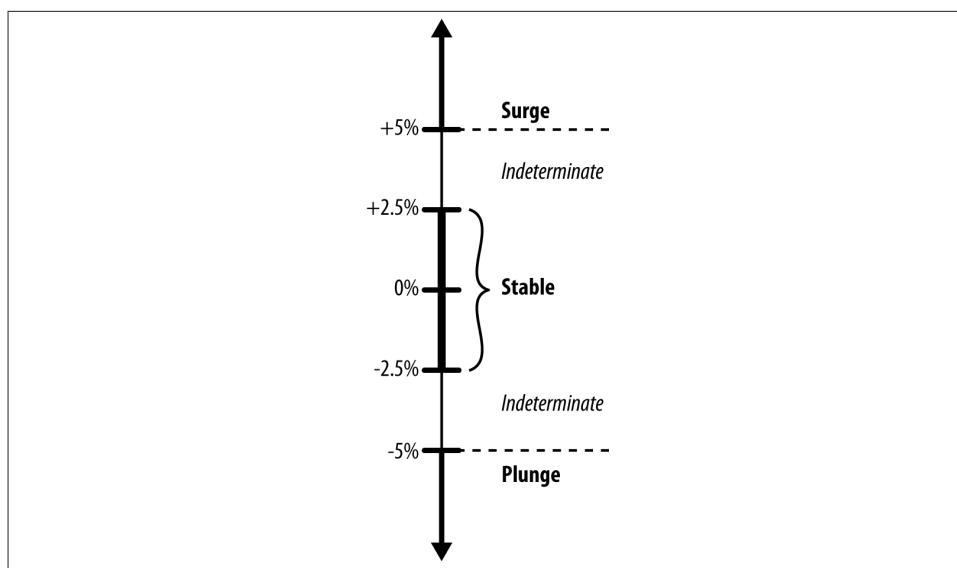 Surge
+5%
Indeterminate
+2.5%
0%
Stable
-2.5%
Indeterminate
-5%
Plunge